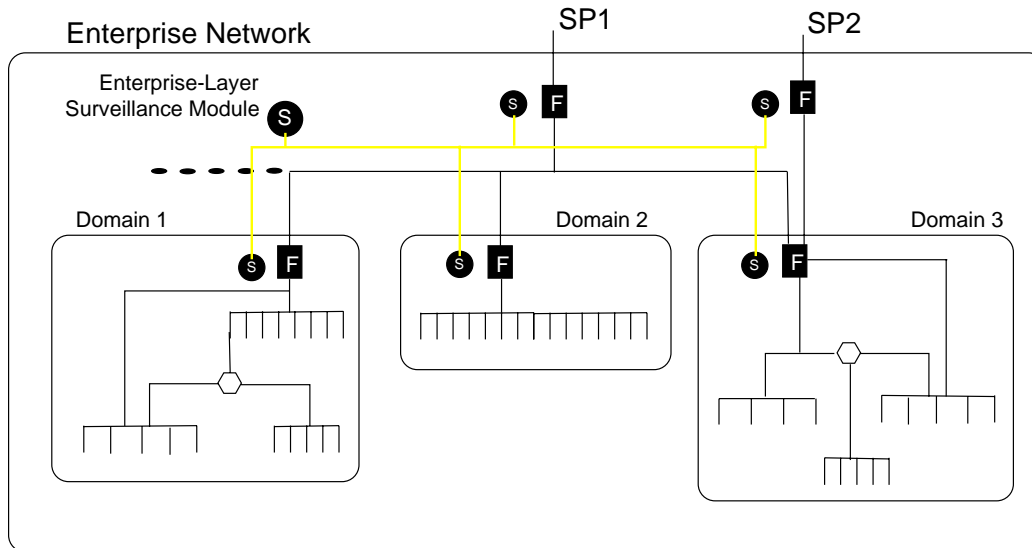 SP1
SP2
Enterprise Network
Enterprise-Layer
Surveillance Module
S
S
F
S
F
Domain 1
Domain 2
Domain 3
S
F
S
F
S
F